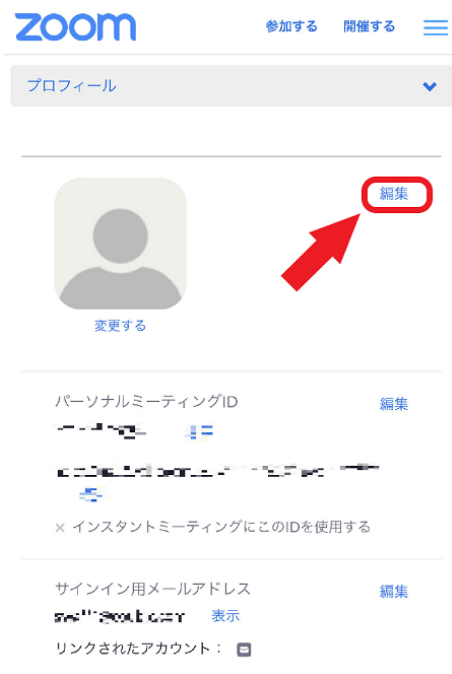 zoom
参加する 開催する
プロフィール
編集
変更する
パーソナルミーティングID 編集
× インスタントミーティングにこのIDを使用する
サインイン用メールアドレス 編集
表示
リンクされたアカウント：